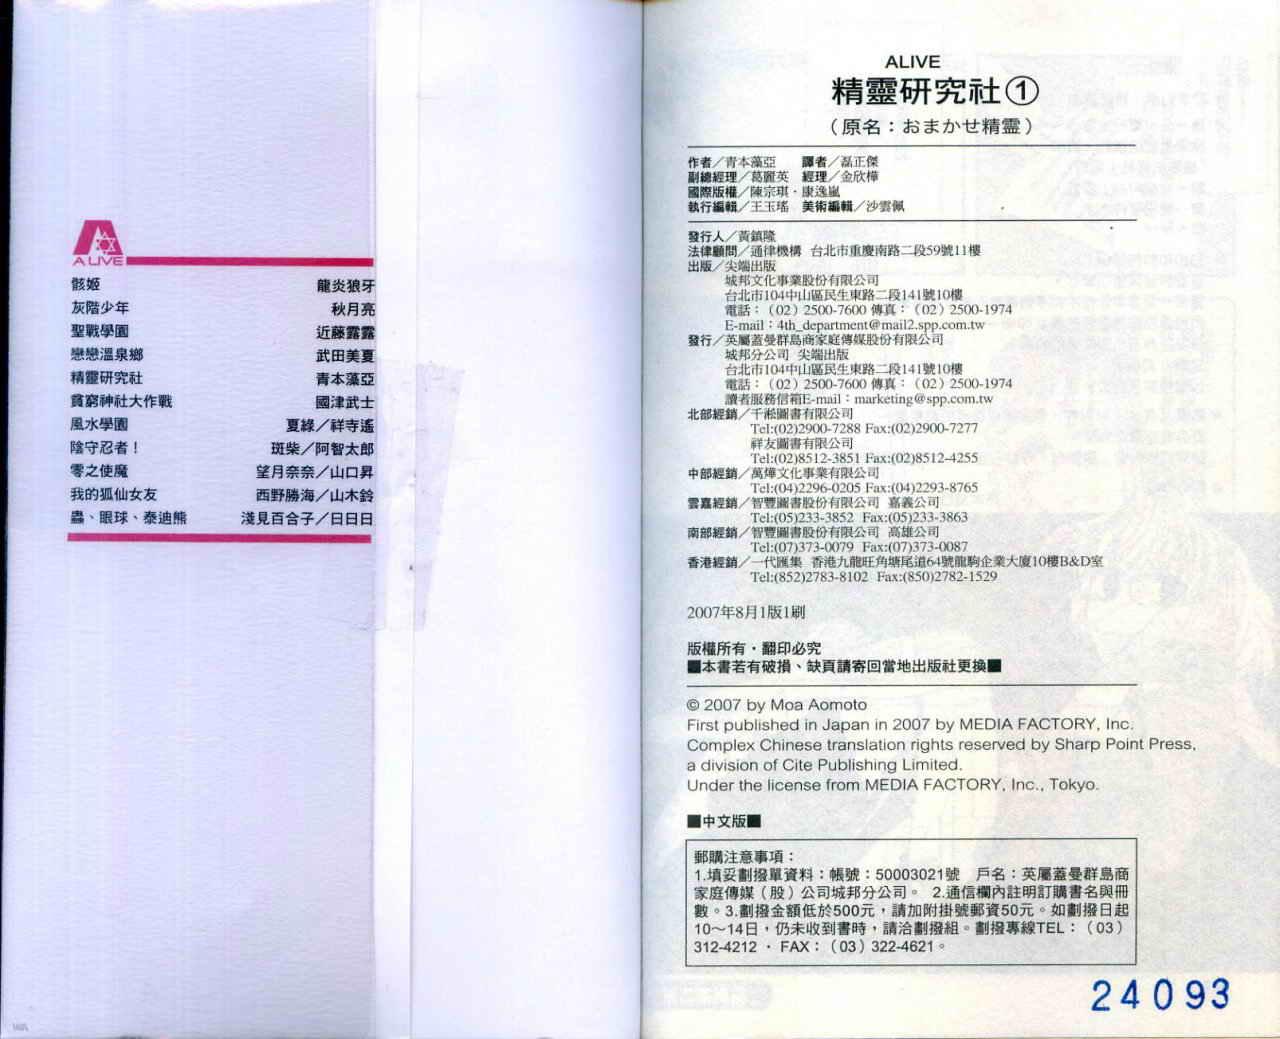 ALIVE
骸姬 龍炎狼牙
灰階少年 秋月亮
聖戰學園 近藤露露
戀戀溫泉鄉 武田美夏
精靈研究社 青本藻亞
貧窮神社大作戰 國津武士
風水學園 夏綠／祥寺遙
陰守忍者！ 斑柴／阿智太郎
零之使魔 望月奈奈／山口昇
我的狐仙女友 西野勝海／山木鈴
蟲、眼球、泰迪熊 淺見百合子／日日日
ALIVE
精靈研究社①
（原名：おまかせ精霊）
作者／青本藻亞 譯者／磊正傑
副總經理／葛麗英 經理／金欣樺
國際版權／陳宗琪・康逸嵐
執行編輯／王玉瑤 美術編輯／沙雲佩
發行人／黃鎮隆
法律顧問／通律機構 台北市重慶南路二段59號11樓
出版／尖端出版
城邦文化事業股份有限公司
台北市104中山區民生東路二段141號10樓
電話：（02）2500-7600 傳真：（02）2500-1974
E-mail：4th_department@mail2.spp.com.tw
發行／英屬蓋曼群島商家庭傳媒股份有限公司
城邦分公司 尖端出版
台北市104中山區民生東路二段141號10樓
電話：（02）2500-7600 傳真：（02）2500-1974
讀者服務信箱E-mail：marketing@spp.com.tw
北部經銷／千淞圖書有限公司
Tel:(02)2900-7288 Fax:(02)2900-7277
祥友圖書有限公司
Tel:(02)8512-3851 Fax:(02)8512-4255
中部經銷／萬燁文化事業有限公司
Tel:(04)2296-0205 Fax:(04)2293-8765
雲嘉經銷／智豐圖書股份有限公司 嘉義公司
Tel:(05)233-3852 Fax:(05)233-3863
南部經銷／智豐圖書股份有限公司 高雄公司
Tel:(07)373-0079 Fax:(07)373-0087
香港經銷／一代匯集 香港九龍旺角塘尾道64號龍駒企業大廈10樓B&D室
Tel:(852)2783-8102 Fax:(850)2782-1529
2007年8月1版1刷
版權所有・翻印必究
■本書若有破損、缺頁請寄回當地出版社更換■
© 2007 by Moa Aomoto
First published in Japan in 2007 by MEDIA FACTORY, Inc.
Complex Chinese translation rights reserved by Sharp Point Press,
a division of Cite Publishing Limited.
Under the license from MEDIA FACTORY, Inc., Tokyo.
■中文版■
郵購注意事項：
1.填妥劃撥單資料：帳號：50003021號 戶名：英屬蓋曼群島商
家庭傳媒（股）公司城邦分公司。 2.通信欄內註明訂購書名與冊
數。3.劃撥金額低於500元，請加附掛號郵資50元。如劃撥日起
10～14日，仍未收到書時，請洽劃撥組。劃撥專線TEL：（03）
312-4212 ・ FAX：（03）322-4621。
24093